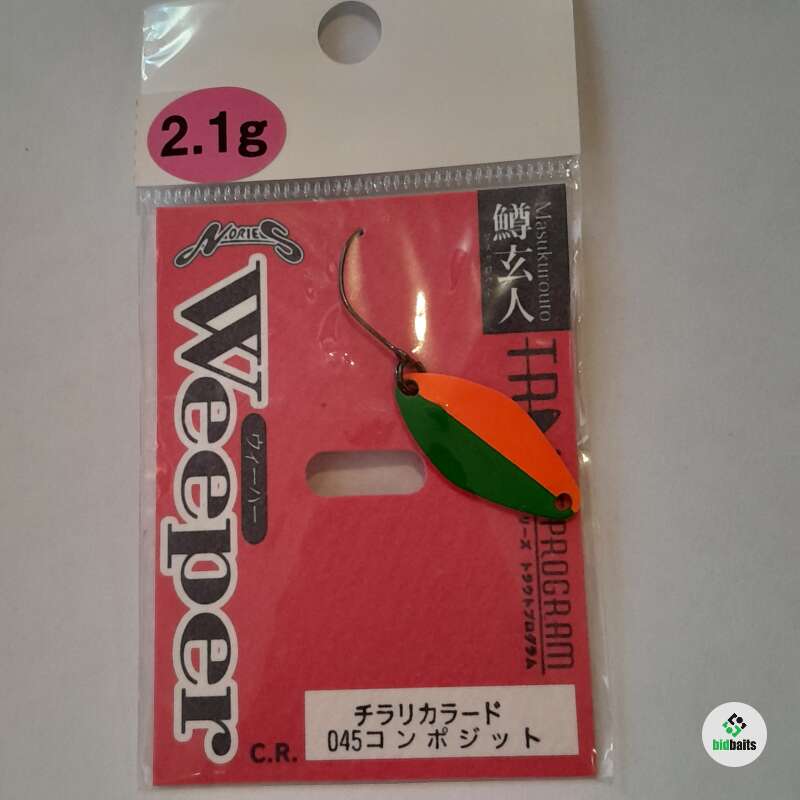 2.1g
NORIES
Weeper
ウィーパー
鱒玄人
Masukurouto
PROGRAM
リーズ トラウトプログラム
チラリカラード
045コンポジット
C.R.
bidbaits